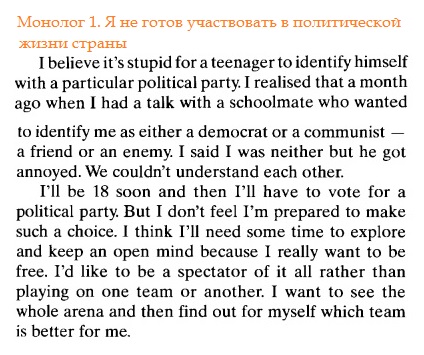 Монолог 1. Я не готов участвовать в политической
жизни страны
I believe it's stupid for a teenager to identify himself
with a particular political party. I realised that a month
ago when I had a talk with a schoolmate who wanted
to identify me as either a democrat or a communist —
a friend or an enemy. I said I was neither but he got
annoyed. We couldn't understand each other.
I'll be 18 soon and then I'll have to vote for a
political party. But I don't feel I'm prepared to make
such a choice. I think I'll need some time to explore
and keep an open mind because I really want to be
free. I'd like to be a spectator of it all rather than
playing on one team or another. I want to see the
whole arena and then find out for myself which team
is better for me.